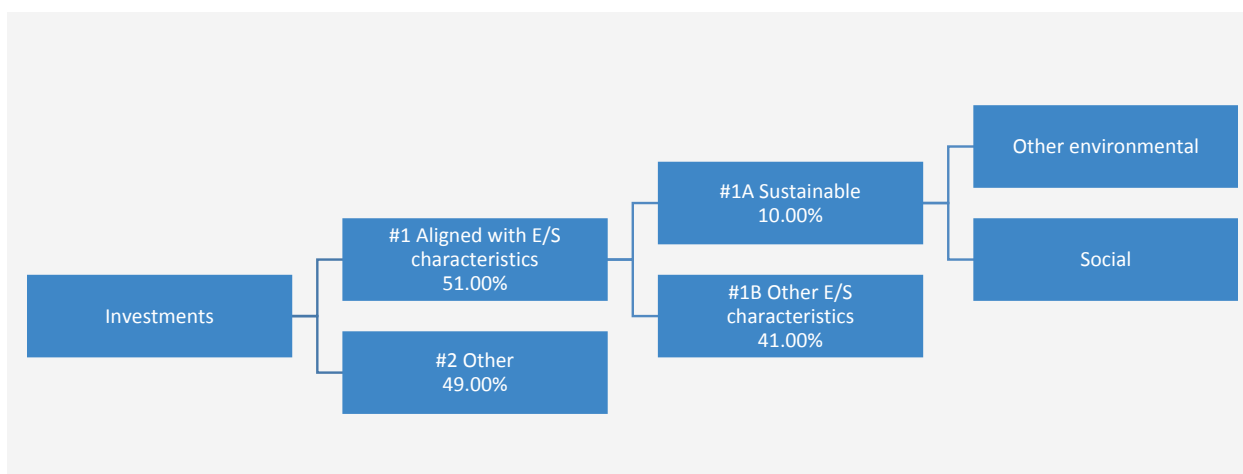 Investments
#1 Aligned with E/S
characteristics
51.00%
#2 Other
49.00%
#1A Sustainable
10.00%
#1B Other E/S
characteristics
41.00%
Other environmental
Social